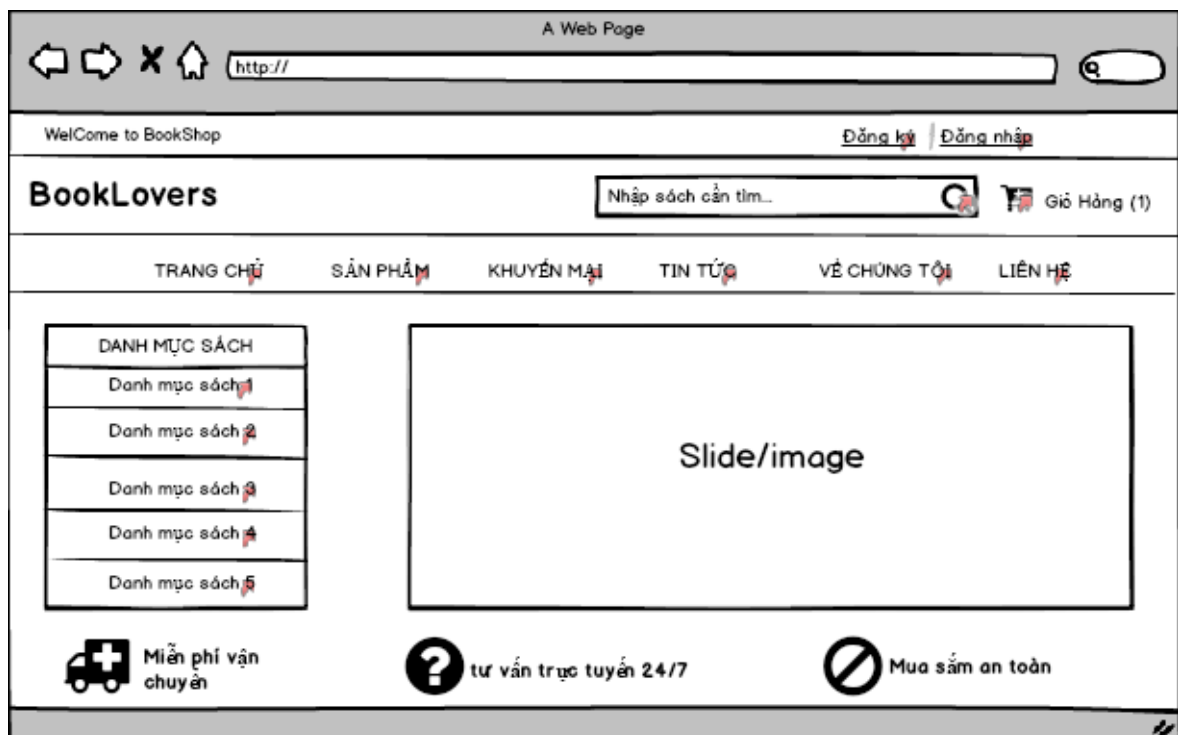 A Web Page
http://
WelCome to BookShop
Đăng ký
Đăng nhập
BookLovers
Nhập sách cần tìm...
Giỏ Hàng (1)
TRANG CHỦ
SẢN PHẨM
KHUYẾN MẠI
TIN TỨC
VỀ CHÚNG TÔI
LIÊN HỆ
DANH MỤC SÁCH
Danh mục sách 1
Danh mục sách 2
Danh mục sách 3
Danh mục sách 4
Danh mục sách 5
Slide/image
Miễn phí vận
chuyển
tư vấn trực tuyến 24/7
Mua sắm an toàn